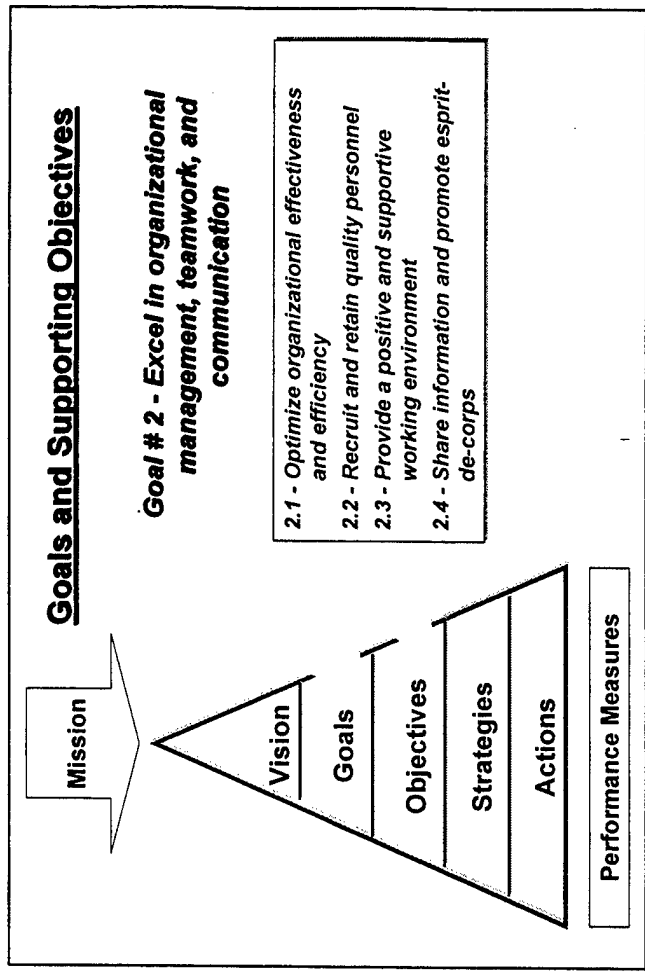 Goals and Supporting Objectives
Mission
Goal # 2 - Excel in organizational
management, teamwork, and
communication
Vision
Goals
Objectives
Strategies
Actions
Performance Measures
2.1 - Optimize organizational effectiveness
and efficiency
2.2 - Recruit and retain quality personnel
2.3 - Provide a positive and supportive
working environment
2.4 - Share information and promote esprit-
de-corps